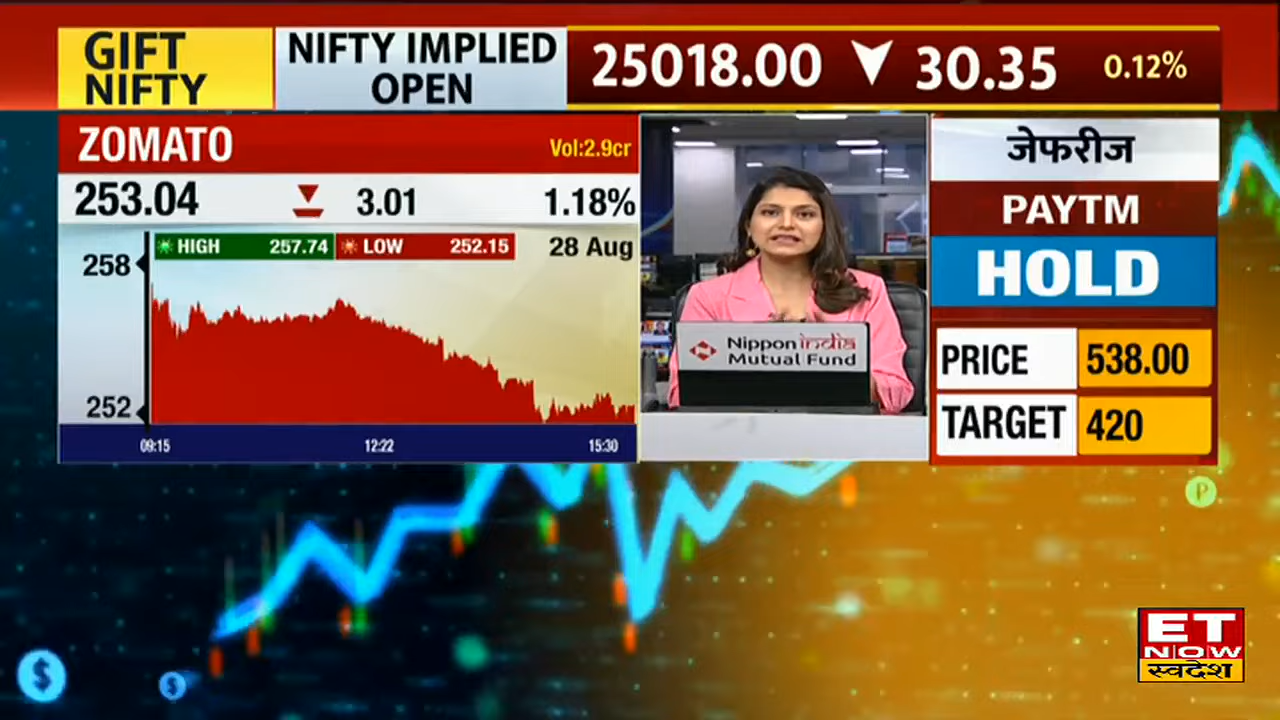 GIFT
NIFTY
NIFTY IMPLIED
OPEN
25018.00 30.35 0.12%
ZOMATO Vol:2.9cr
253.04 3.01 1.18%
HIGH 257.74 LOW 252.15 28 Aug
258
252
09:15 12:22 15:30
Nippon india
Mutual Fund
जेफरीज
PAYTM
HOLD
PRICE 538.00
TARGET 420
P
$
$
ET
NOW
स्वदेश